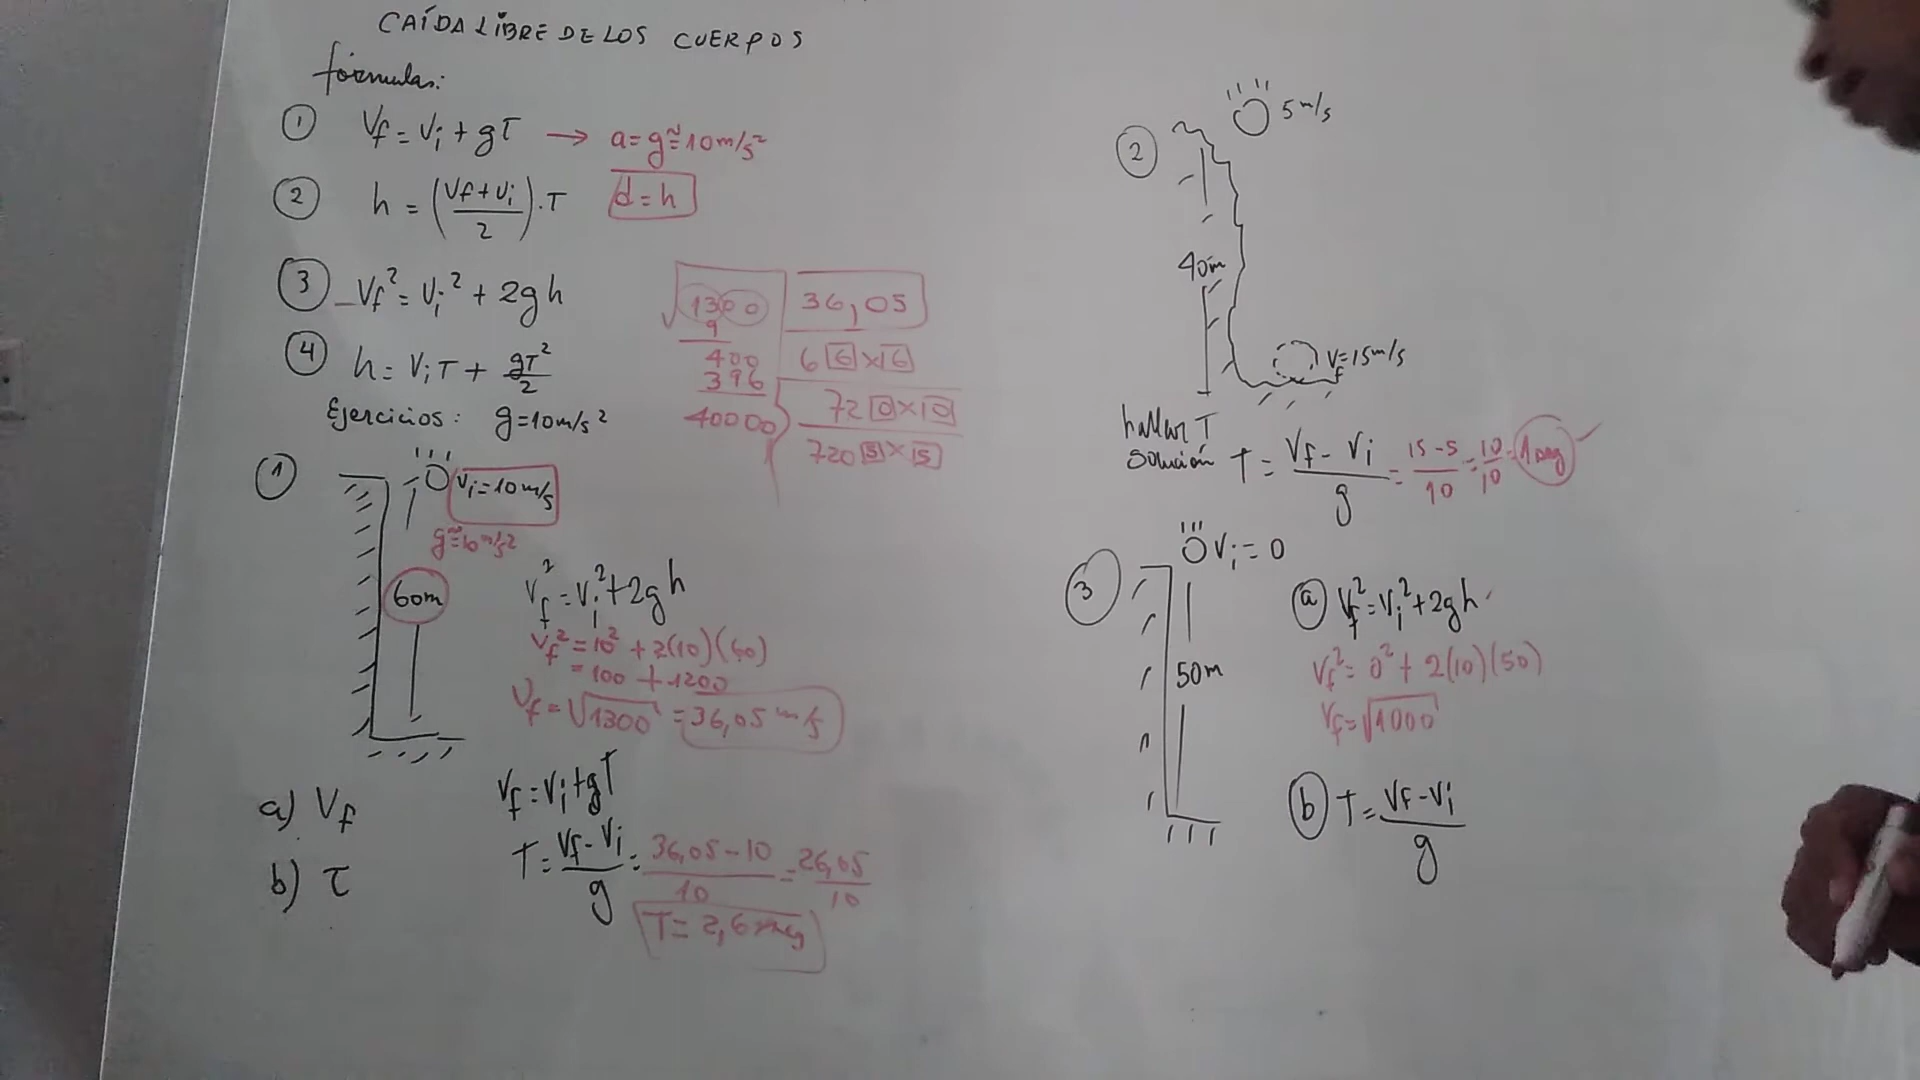 CAÍDA LIBRE DE LOS CUERPOS
fórmulas:
① Vf = Vi + gT → a = g ≈ 10 m/s²
② h = (Vf + Vi / 2) . T d = h
③ Vf² = Vi² + 2gh
④ h = ViT + gT²/2
Ejercicios: g = 10 m/s²
√1300 36,05
9
400 6 6 x 6
396
40000 72 0 x 0
720 5 x 5
① Vi = 10 m/s
g ≈ 10 m/s²
60m
Vf² = Vi² + 2gh
Vf² = 10² + 2(10)(60)
= 100 + 1200
Vf = √1300 = 36,05 m/s
a) Vf
b) T
Vf = Vi + gT
T = Vf - Vi / g = 36,05 - 10 / 10 = 26,05 / 10
T = 2,6 seg
② 5 m/s
40m
Vf = 15 m/s
hallar T
solución T = Vf - Vi / g = 15 - 5 / 10 = 10 / 10 = 1 seg
③ Vi = 0
50m
ⓐ Vf² = Vi² + 2gh
Vf² = 0² + 2(10)(50)
Vf = √1000
ⓑ T = Vf - Vi / g